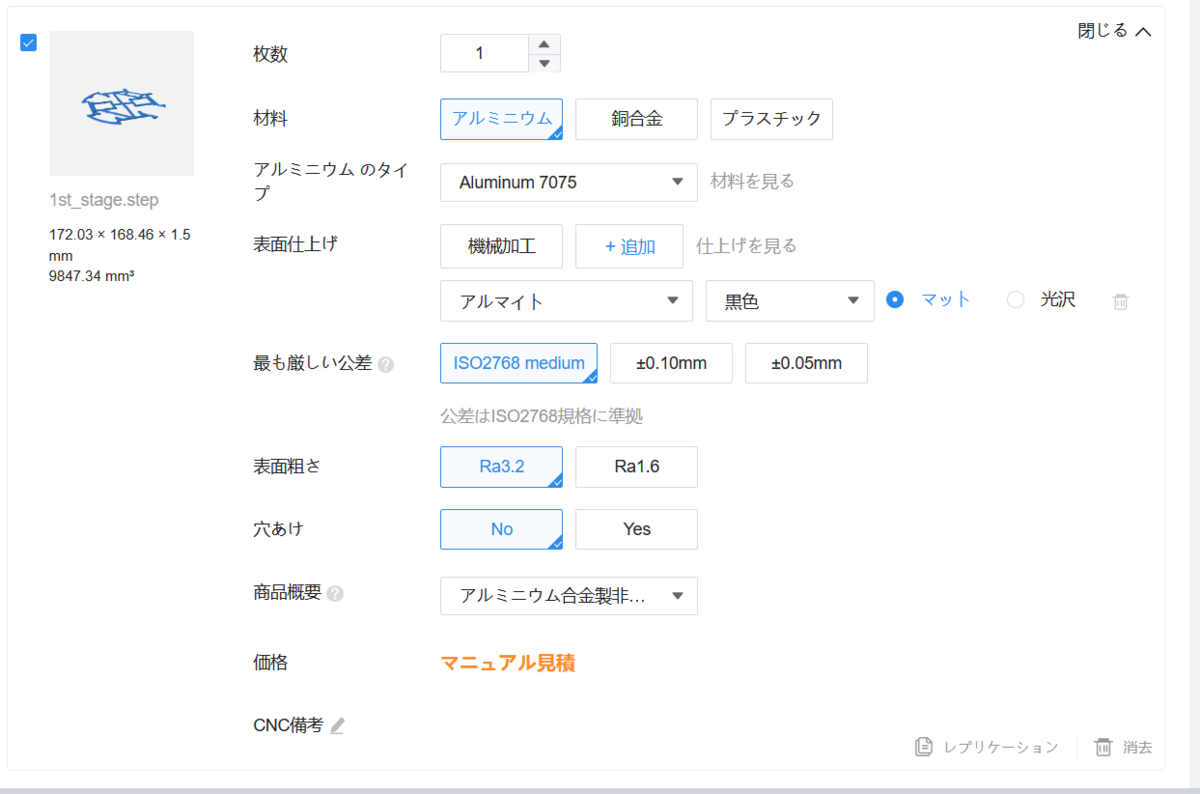 閉じる
枚数
1
材料
アルミニウム
銅合金
プラスチック
アルミニウム のタイ
プ
Aluminum 7075
材料を見る
1st_stage.step
172.03 × 168.46 × 1.5
mm
9847.34 mm³
表面仕上げ
機械加工
+ 追加
仕上げを見る
アルマイト
黒色
マット
光沢
最も厳しい公差 ?
ISO2768 medium
±0.10mm
±0.05mm
公差はISO2768規格に準拠
表面粗さ
Ra3.2
Ra1.6
穴あけ
No
Yes
商品概要 ?
アルミニウム合金製非...
価格
マニュアル見積
CNC備考
レプリケーション
消去